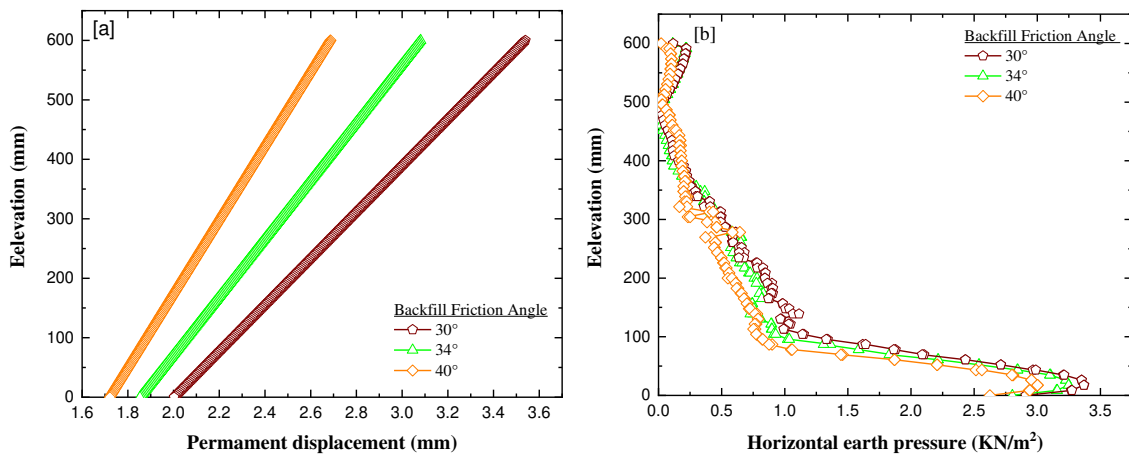 [a]
600
500
400
300
200
100
0
Eelevation (mm)
1.6 1.8 2.0 2.2 2.4 2.6 2.8 3.0 3.2 3.4 3.6
Permament displacement (mm)
Backfill Friction Angle
30°
34°
40°
[b]
600
500
400
300
200
100
0
Eelevation (mm)
0.0 0.5 1.0 1.5 2.0 2.5 3.0 3.5
Horizontal earth pressure (KN/m²)
Backfill Friction Angle
30°
34°
40°